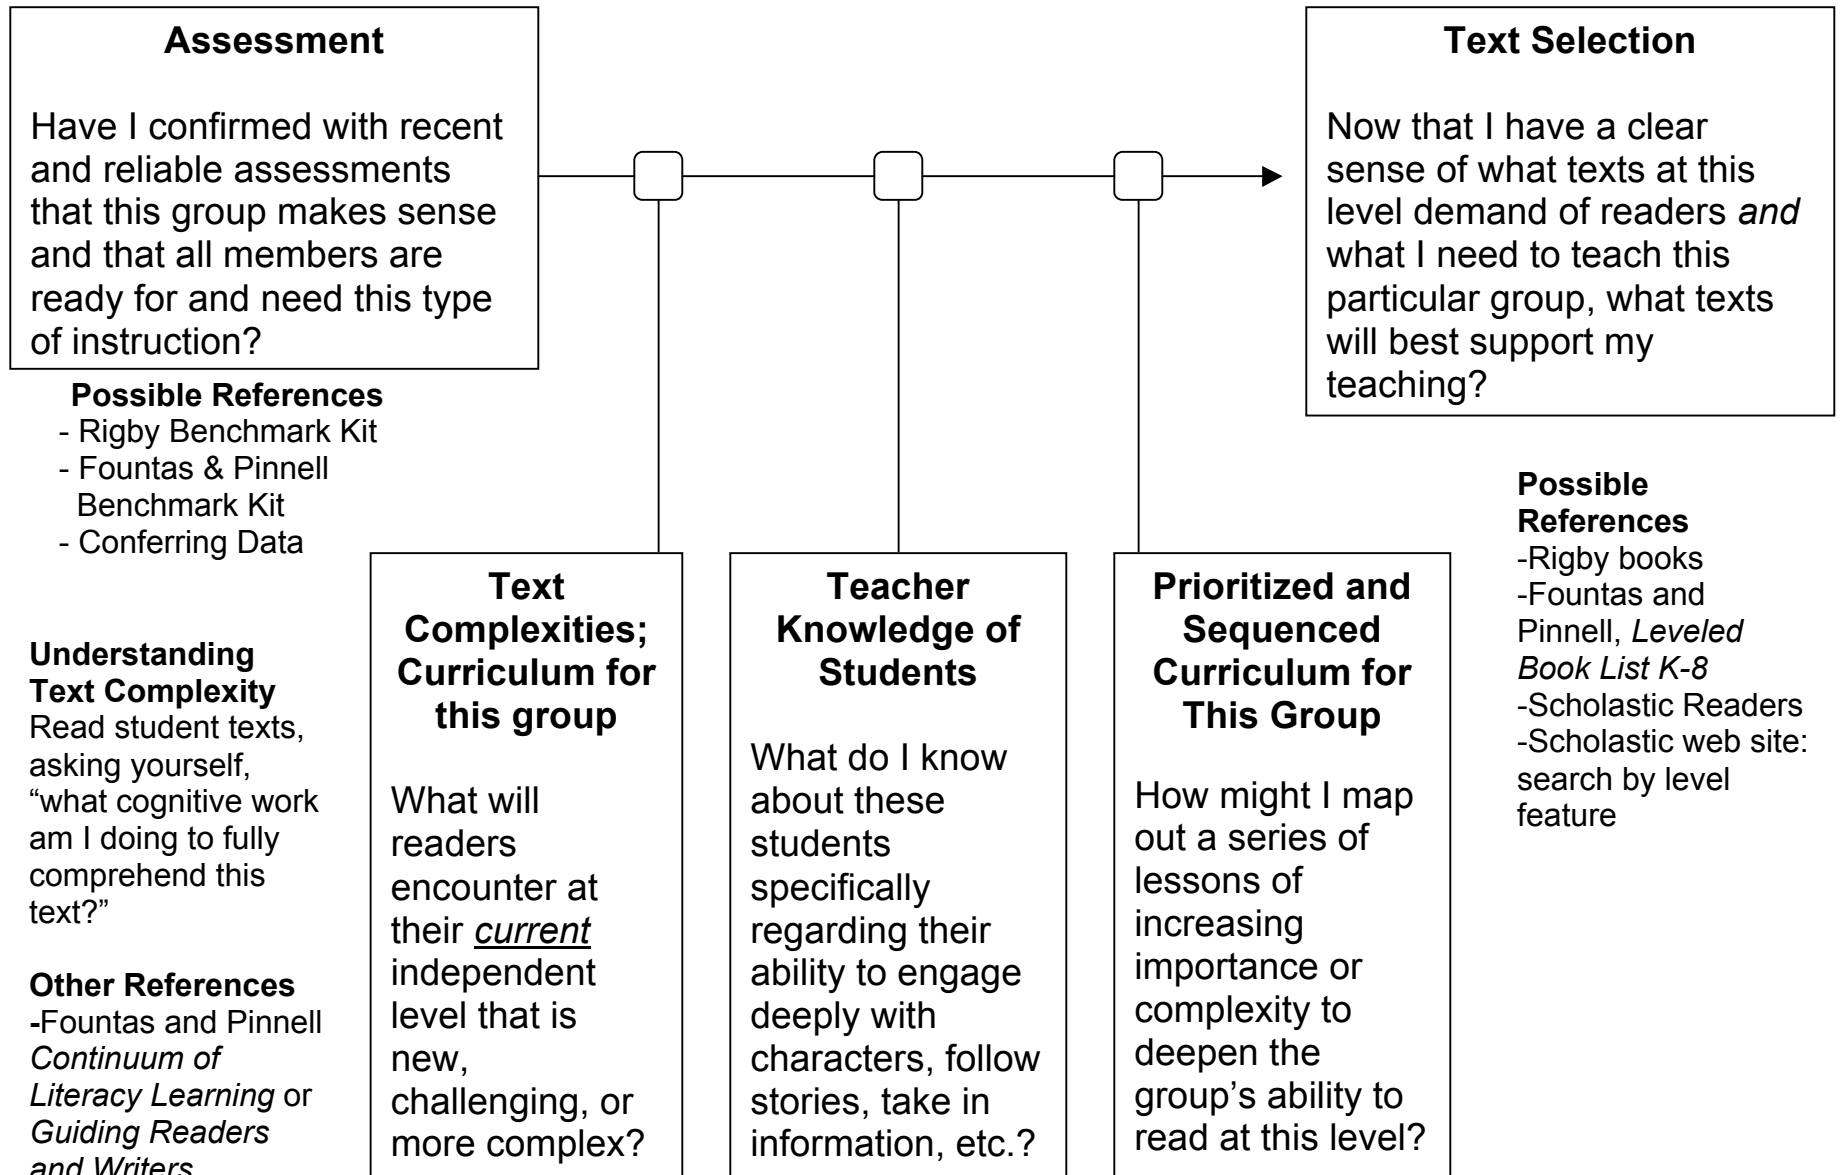 Assessment
Have I confirmed with recent
and reliable assessments
that this group makes sense
and that all members are
ready for and need this type
of instruction?
Possible References
- Rigby Benchmark Kit
- Fountas & Pinnell
Benchmark Kit
- Conferring Data
Understanding
Text Complexity
Read student texts,
asking yourself,
“what cognitive work
am I doing to fully
comprehend this
text?”
Other References
-Fountas and Pinnell
Continuum of
Literacy Learning or
Guiding Readers
and Writers
Text
Complexities;
Curriculum for
this group
What will
readers
encounter at
their current
independent
level that is
new,
challenging, or
more complex?
Teacher
Knowledge of
Students
What do I know
about these
students
specifically
regarding their
ability to engage
deeply with
characters, follow
stories, take in
information, etc.?
Prioritized and
Sequenced
Curriculum for
This Group
How might I map
out a series of
lessons of
increasing
importance or
complexity to
deepen the
group’s ability to
read at this level?
Text Selection
Now that I have a clear
sense of what texts at this
level demand of readers and
what I need to teach this
particular group, what texts
will best support my
teaching?
Possible
References
-Rigby books
-Fountas and
Pinnell, Leveled
Book List K-8
-Scholastic Readers
-Scholastic web site:
search by level
feature